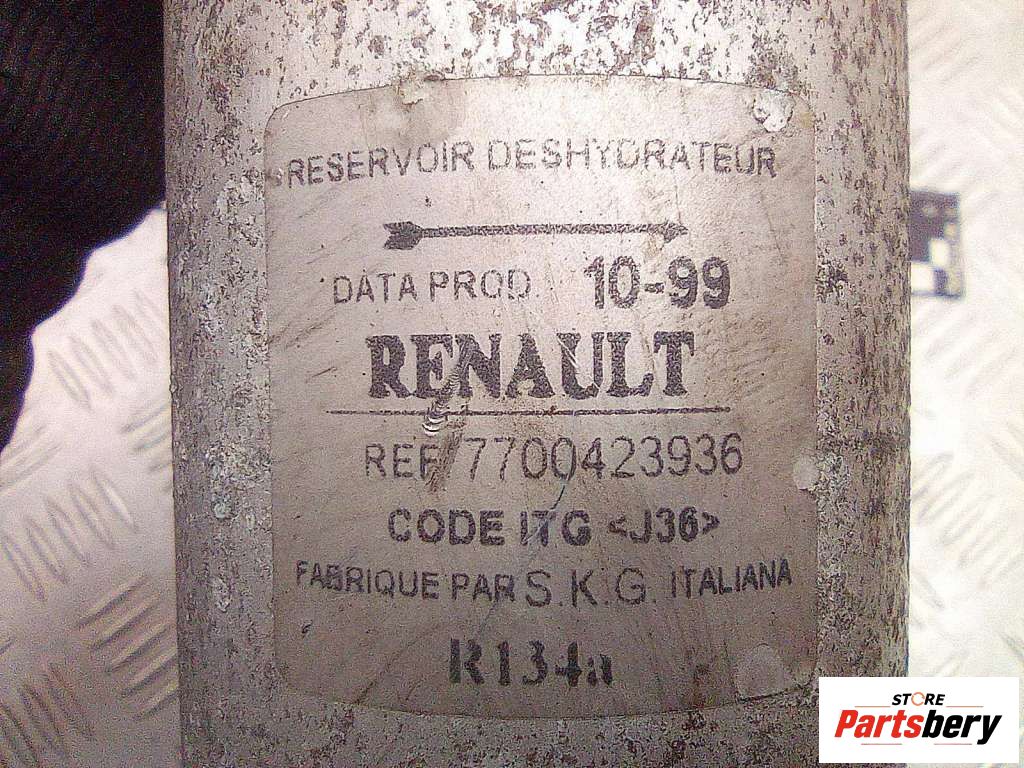 RESERVOIR DESHYDRATEUR
DATA PROD. 10-99
RENAULT
REF 7700423936
CODE ITG <J36>
FABRIQUE PAR S.K.G. ITALIANA
R134a
STORE
Partsbery